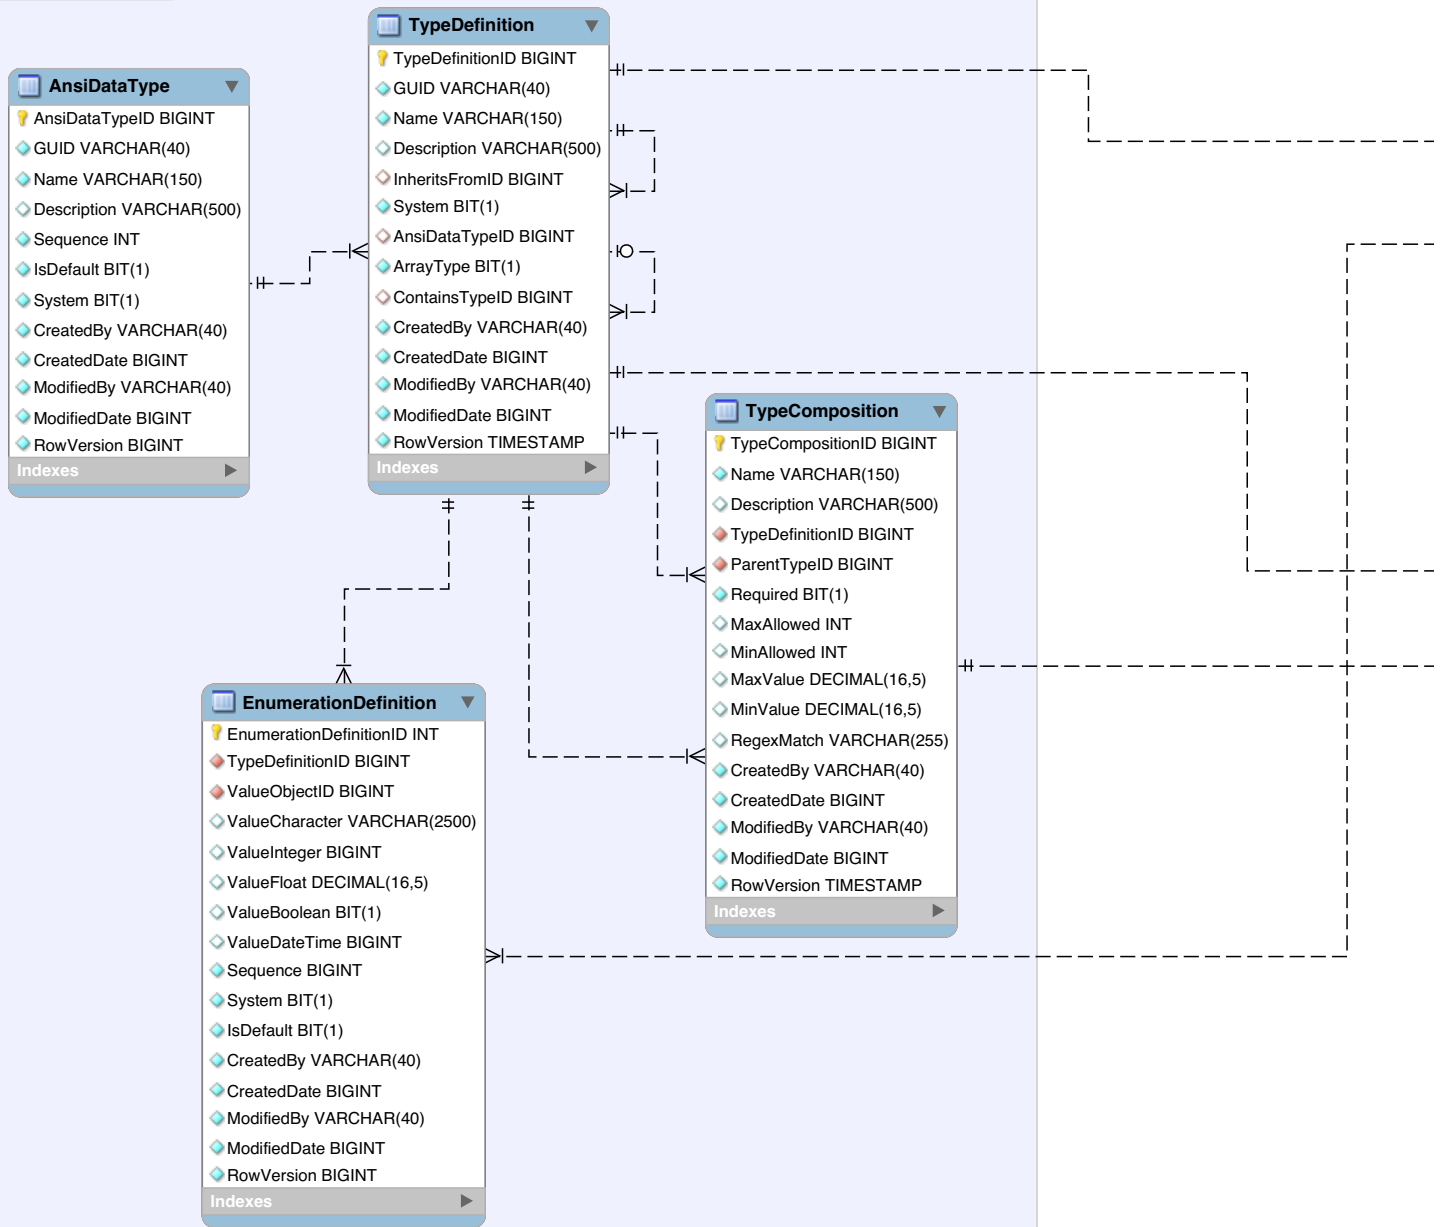 TypeDefinition
TypeDefinitionID BIGINT
GUID VARCHAR(40)
Name VARCHAR(150)
Description VARCHAR(500)
InheritsFromID BIGINT
System BIT(1)
AnsiDataTypeID BIGINT
ArrayType BIT(1)
ContainsTypeID BIGINT
CreatedBy VARCHAR(40)
CreatedDate BIGINT
ModifiedBy VARCHAR(40)
ModifiedDate BIGINT
RowVersion TIMESTAMP
Indexes
AnsiDataType
AnsiDataTypeID BIGINT
GUID VARCHAR(40)
Name VARCHAR(150)
Description VARCHAR(500)
Sequence INT
IsDefault BIT(1)
System BIT(1)
CreatedBy VARCHAR(40)
CreatedDate BIGINT
ModifiedBy VARCHAR(40)
ModifiedDate BIGINT
RowVersion BIGINT
Indexes
TypeComposition
TypeCompositionID BIGINT
Name VARCHAR(150)
Description VARCHAR(500)
TypeDefinitionID BIGINT
ParentTypeID BIGINT
Required BIT(1)
MaxAllowed INT
MinAllowed INT
MaxValue DECIMAL(16,5)
MinValue DECIMAL(16,5)
RegexMatch VARCHAR(255)
CreatedBy VARCHAR(40)
CreatedDate BIGINT
ModifiedBy VARCHAR(40)
ModifiedDate BIGINT
RowVersion TIMESTAMP
Indexes
EnumerationDefinition
EnumerationDefinitionID INT
TypeDefinitionID BIGINT
ValueObjectID BIGINT
ValueCharacter VARCHAR(2500)
ValueInteger BIGINT
ValueFloat DECIMAL(16,5)
ValueBoolean BIT(1)
ValueDateTime BIGINT
Sequence BIGINT
System BIT(1)
IsDefault BIT(1)
CreatedBy VARCHAR(40)
CreatedDate BIGINT
ModifiedBy VARCHAR(40)
ModifiedDate BIGINT
RowVersion BIGINT
Indexes